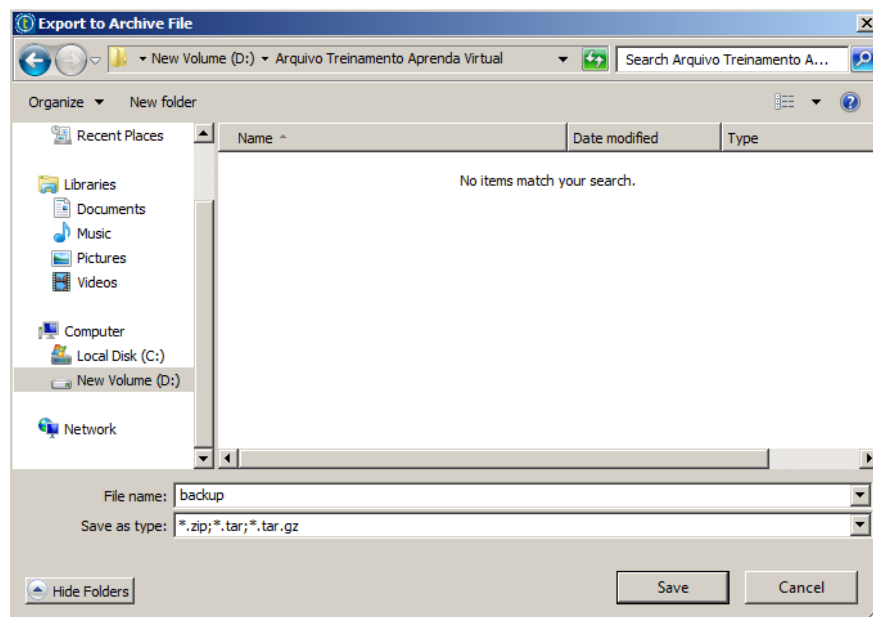 Export to Archive File
New Volume (D:) Arquivo Treinamento Aprenda Virtual
Search Arquivo Treinamento A...
Organize New folder
Recent Places
Name Date modified Type
No items match your search.
Libraries
Documents
Music
Pictures
Videos
Computer
Local Disk (C:)
New Volume (D:)
Network
File name: backup
Save as type: *.zip;*.tar;*.tar.gz
Hide Folders Save Cancel